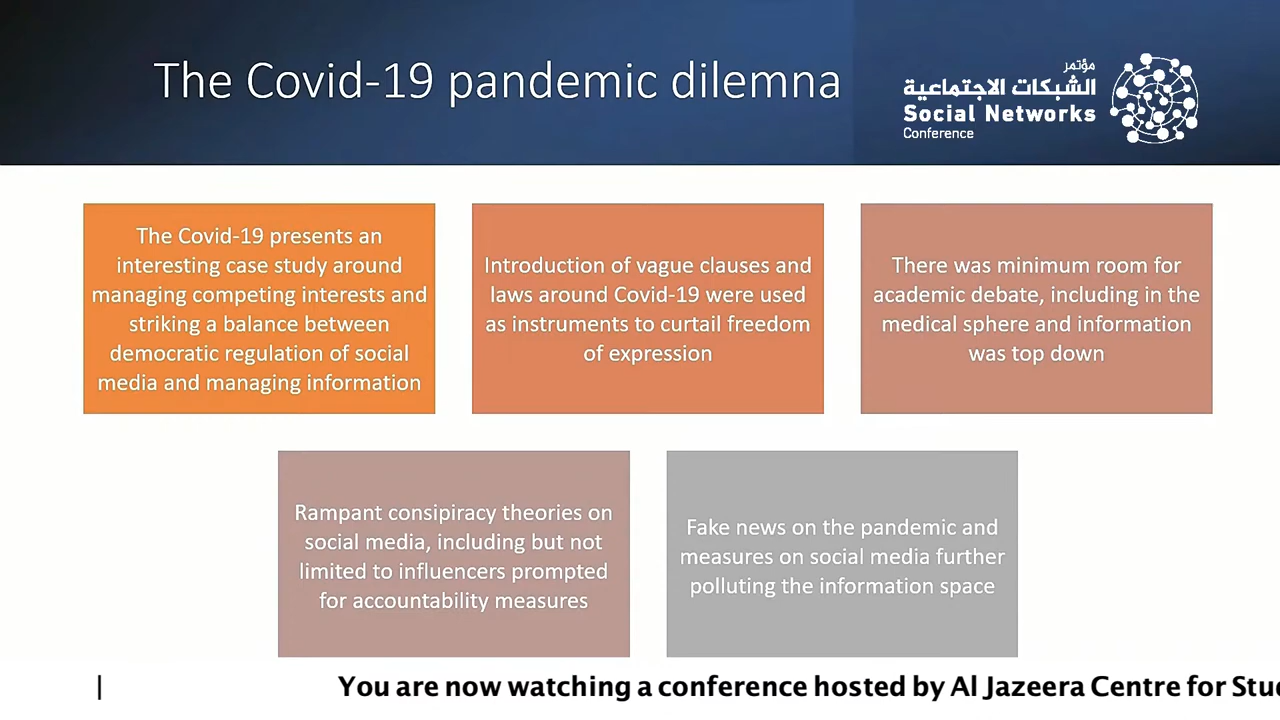 The Covid-19 pandemic dilemna
مؤتمر
الشبكات الاجتماعية
Social Networks
Conference
The Covid-19 presents an
interesting case study around
managing competing interests and
striking a balance between
democratic regulation of social
media and managing information
Introduction of vague clauses and
laws around Covid-19 were used
as instruments to curtail freedom
of expression
There was minimum room for
academic debate, including in the
medical sphere and information
was top down
Rampant consipiracy theories on
social media, including but not
limited to influencers prompted
for accountability measures
Fake news on the pandemic and
measures on social media further
polluting the information space
| You are now watching a conference hosted by Al Jazeera Centre for Stu